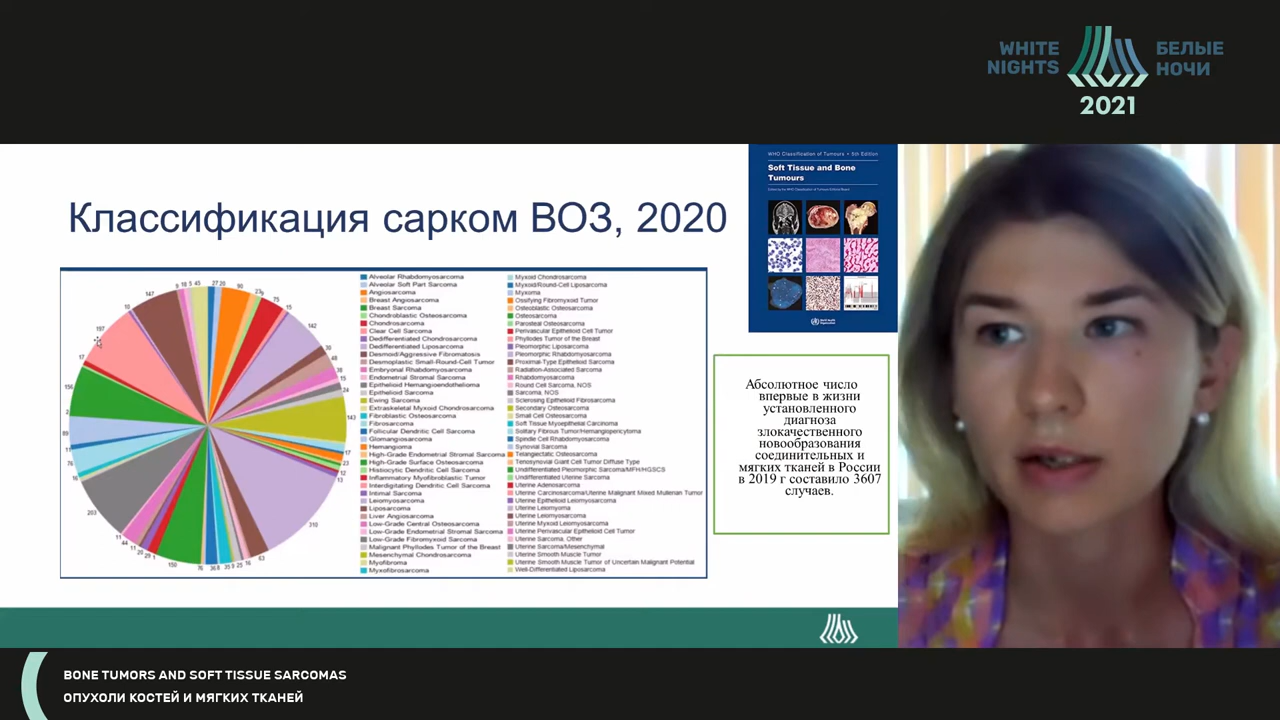 WHITE
NIGHTS
БЕЛЫЕ
НОЧИ
2021
Классификация сарком ВОЗ, 2020
WHO Classification of Tumours • 5th Edition
Soft Tissue and Bone
Tumours
World Health
Organization
Alveolar Rhabdomyosarcoma
Alveolar Soft Part Sarcoma
Angiosarcoma
Breast Angiosarcoma
Breast Sarcoma
Chondroblastic Osteosarcoma
Chondrosarcoma
Clear Cell Sarcoma
Dedifferentiated Chondrosarcoma
Dedifferentiated Liposarcoma
Desmoid/Aggressive Fibromatosis
Desmoplastic Small-Round-Cell Tumor
Embryonal Rhabdomyosarcoma
Endometrial Stromal Sarcoma
Epithelioid Hemangioendothelioma
Epithelioid Sarcoma
Ewing Sarcoma
Extraskeletal Myxoid Chondrosarcoma
Fibroblastic Osteosarcoma
Fibrosarcoma
Follicular Dendritic Cell Sarcoma
Glomangiosarcoma
Hemangioma
High-Grade Endometrial Stromal Sarcoma
High-Grade Surface Osteosarcoma
Histiocytic Dendritic Cell Sarcoma
Inflammatory Myofibroblastic Tumor
Interdigitating Dendritic Cell Sarcoma
Intimal Sarcoma
Leiomyosarcoma
Liposarcoma
Liver Angiosarcoma
Low-Grade Central Osteosarcoma
Low-Grade Endometrial Stromal Sarcoma
Low-Grade Fibromyxoid Sarcoma
Malignant Phyllodes Tumor of the Breast
Mesenchymal Chondrosarcoma
Myofibroma
Myxofibrosarcoma
Myxoid Chondrosarcoma
Myxoid/Round-Cell Liposarcoma
Myxoma
Ossifying Fibromyxoid Tumor
Osteoblastic Osteosarcoma
Osteosarcoma
Parosteal Osteosarcoma
Perivascular Epithelioid Cell Tumor
Phyllodes Tumor of the Breast
Pleomorphic Liposarcoma
Pleomorphic Rhabdomyosarcoma
Proximal-Type Epithelioid Sarcoma
Radiation-Associated Sarcoma
Rhabdomyosarcoma
Round Cell Sarcoma, NOS
Sarcoma, NOS
Sclerosing Epithelioid Fibrosarcoma
Secondary Osteosarcoma
Small Cell Osteosarcoma
Soft Tissue Myoepithelial Carcinoma
Solitary Fibrous Tumor/Hemangiopericytoma
Spindle Cell Rhabdomyosarcoma
Synovial Sarcoma
Telangiectatic Osteosarcoma
Tenosynovial Giant Cell Tumor Diffuse Type
Undifferentiated Pleomorphic Sarcoma/MFH/HGSCS
Undifferentiated Uterine Sarcoma
Uterine Adenosarcoma
Uterine Carcinosarcoma/Uterine Malignant Mixed Mullerian Tumor
Uterine Epithelioid Leiomyosarcoma
Uterine Leiomyoma
Uterine Leiomyosarcoma
Uterine Myxoid Leiomyosarcoma
Uterine Perivascular Epithelioid Cell Tumor
Uterine Sarcoma, Other
Uterine Sarcoma/Mesenchymal
Uterine Smooth Muscle Tumor
Uterine Smooth Muscle Tumor of Uncertain Malignant Potential
Well-Differentiated Liposarcoma
Абсолютное число
впервые в жизни
установленного
диагноза
злокачественного
новообразования
соединительных и
мягких тканей в России
в 2019 г составило 3607
случаев.
BONE TUMORS AND SOFT TISSUE SARCOMAS
ОПУХОЛИ КОСТЕЙ И МЯГКИХ ТКАНЕЙ